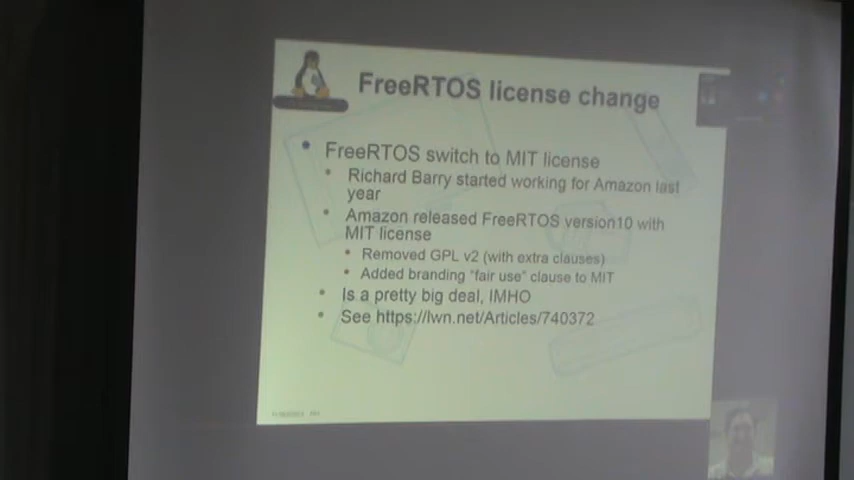 FreeRTOS license change
FreeRTOS switch to MIT license
Richard Barry started working for Amazon last
year
Amazon released FreeRTOS version10 with
MIT license
Removed GPL v2 (with extra clauses)
Added branding "fair use" clause to MIT
Is a pretty big deal, IMHO
See https://lwn.net/Articles/740372